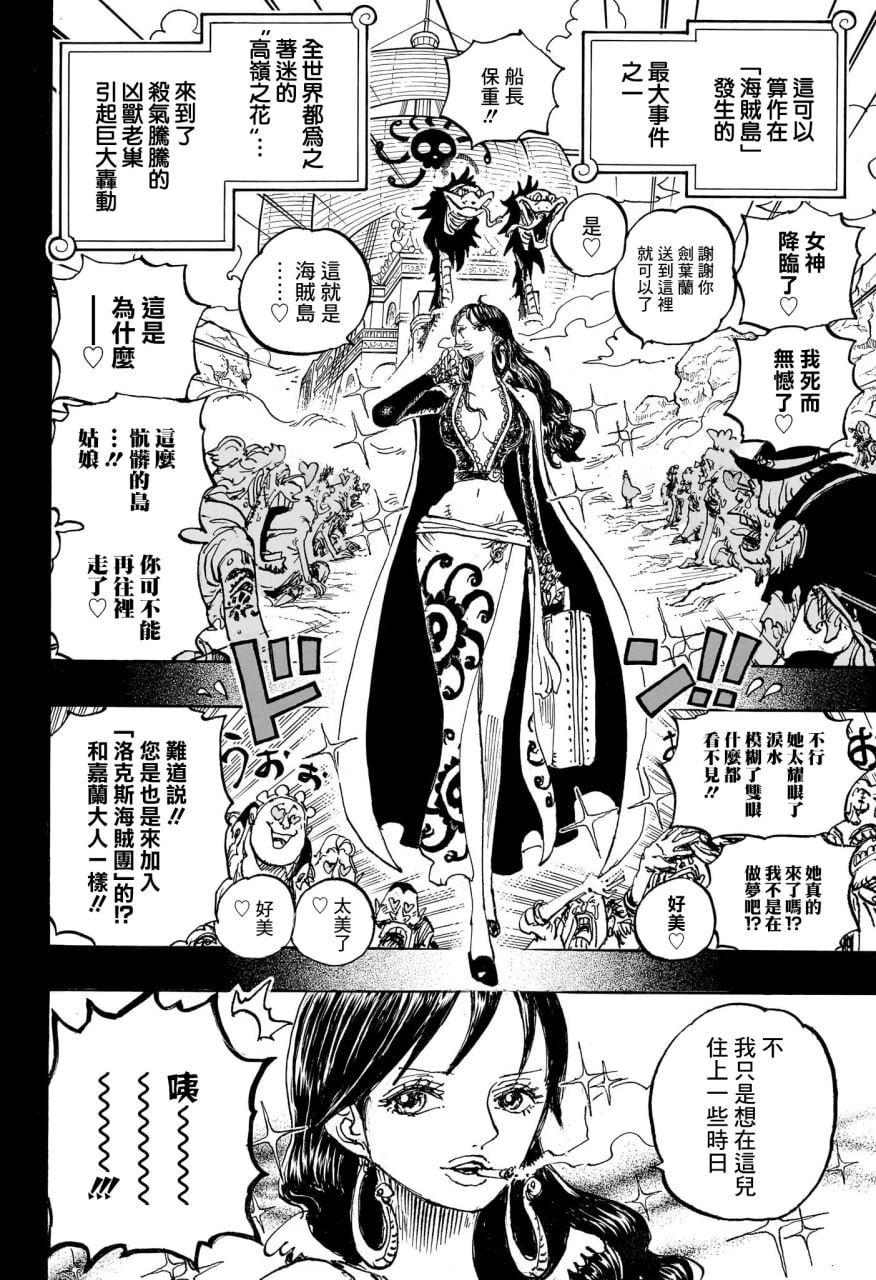 這可以
算作在
「海賊島」
發生的
最大事件
之一
船長
保重!!
全世界都為之
著迷的
“高嶺之花”…
來到了
殺氣騰騰的
凶獸老巢
引起巨大轟動
女神
降臨了♡
我死而
無憾了♡
謝謝你
劍葉蘭
送到這裡
就可以了
是♡
這就是
海賊島
……♡
這是
為什麼
——♡
這麼
骯髒的島
…!!
姑娘
你可不能
再往裡
走了♡
ドン!!
不行
她太耀眼了
淚水
模糊了雙眼
什麼都
看不見!!
她真的
來了嗎!?
我不是在
做夢吧!?
うおお
好美♡
太美了♡
好美♡
うおお
難道説!!
您是也是來加入
「洛克斯海賊團」的!?
和嘉蘭大人一樣!!
不
我只是想在這兒
住上一些時日
咦
～～～～
～～～～!!!